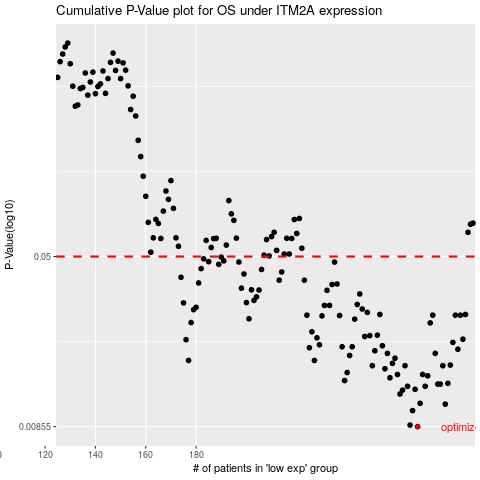 Cumulative P-Value plot for OS under ITM2A expression
P-Value(log10)
0.05
0.00855
optimiz
0 120 140 160 180
# of patients in 'low exp' group